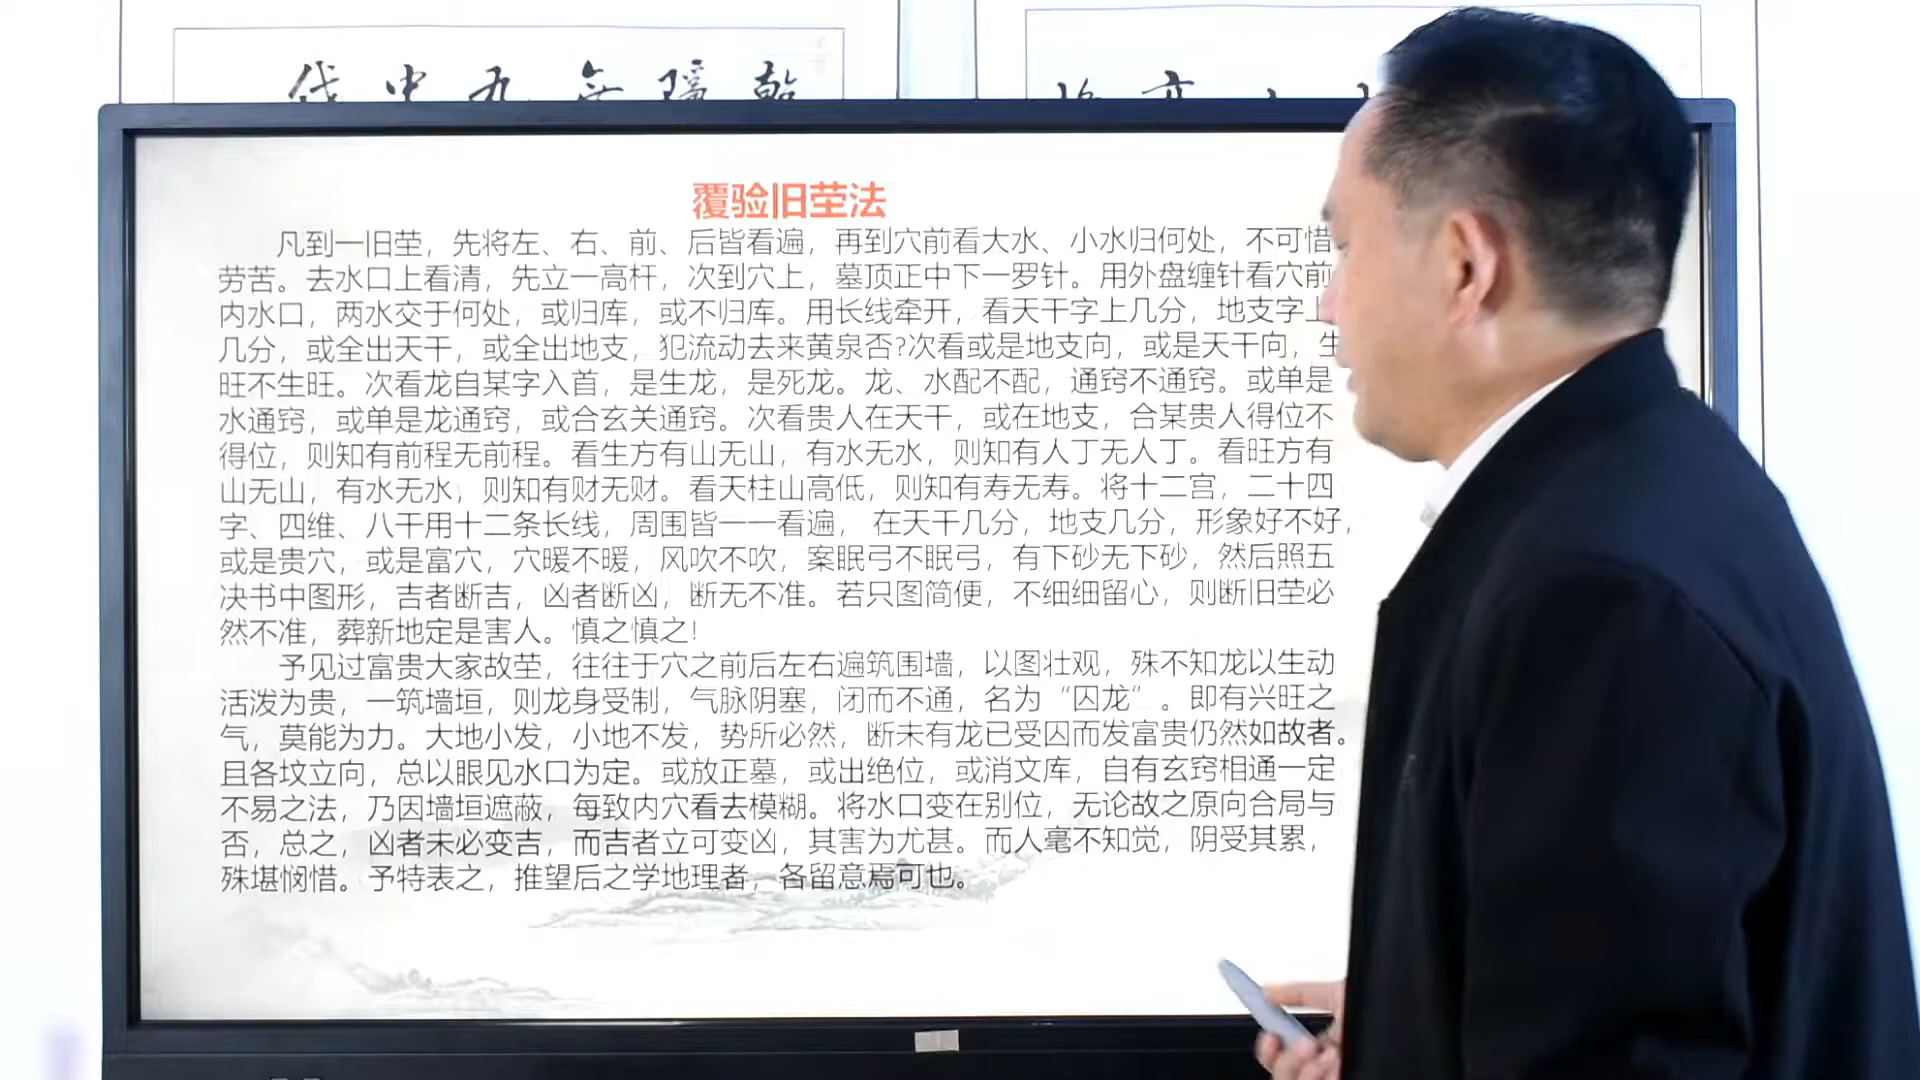 乾隔無九中
覆验旧茔法
凡到一旧茔，先将左、右、前、后皆看遍，再到穴前看大水、小水归何处，不可惜
劳苦。去水口上看清，先立一高杆，次到穴上，墓顶正中下一罗针。用外盘缠针看穴前
内水口，两水交于何处，或归库，或不归库。用长线牵开，看天干字上几分，地支字上
几分，或全出天干，或全出地支，犯流动去来黄泉否?次看或是地支向，或是天干向，生
旺不生旺。次看龙自某字入首，是生龙，是死龙。龙、水配不配，通窍不通窍。或单是
水通窍，或单是龙通窍，或合玄关通窍。次看贵人在天干，或在地支，合某贵人得位不
得位，则知有前程无前程。看生方有山无山，有水无水，则知有人丁无人丁。看旺方有
山无山，有水无水，则知有财无财。看天柱山高低，则知有寿无寿。将十二宫，二十四
字、四维、八干用十二条长线，周围皆一一看遍， 在天干几分，地支几分，形象好不好，
或是贵穴，或是富穴，穴暖不暖，风吹不吹，案眠弓不眠弓，有下砂无下砂，然后照五
决书中图形，吉者断吉，凶者断凶，断无不准。若只图简便，不细细留心，则断旧茔必
然不准，葬新地定是害人。慎之慎之!
予见过富贵大家故茔，往往于穴之前后左右遍筑围墙，以图壮观，殊不知龙以生动
活泼为贵，一筑墙垣，则龙身受制，气脉阴塞，闭而不通，名为“囚龙”。即有兴旺之
气，莫能为力。大地小发，小地不发，势所必然，断未有龙已受囚而发富贵仍然如故者。
且各坟立向，总以眼见水口为定。或放正墓，或出绝位，或消文库，自有玄窍相通一定
不易之法，乃因墙垣遮蔽，每致内穴看去模糊。将水口变在别位，无论故之原向合局与
否，总之，凶者未必变吉，而吉者立可变凶，其害为尤甚。而人毫不知觉，阴受其累，
殊堪悯惜。予特表之，推望后之学地理者，各留意焉可也。